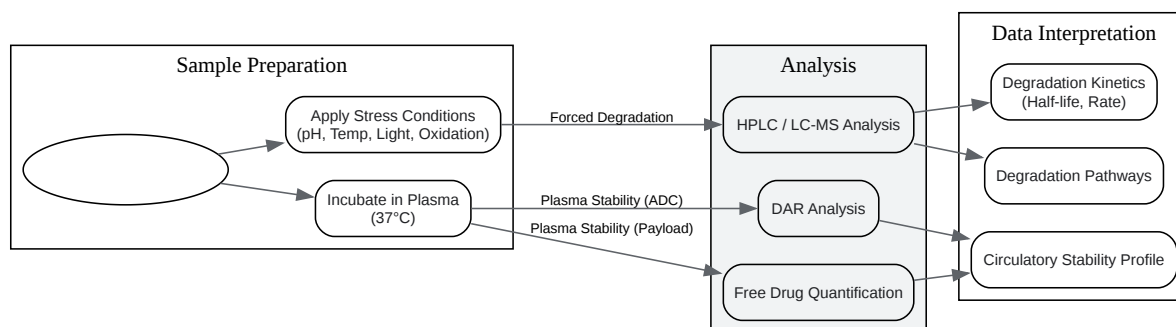 Sample Preparation
Apply Stress Conditions
(pH, Temp, Light, Oxidation)
Incubate in Plasma
(37°C)
Forced Degradation
Plasma Stability (ADC)
Plasma Stability (Payload)
Analysis
HPLC / LC-MS Analysis
DAR Analysis
Free Drug Quantification
Data Interpretation
Degradation Kinetics
(Half-life, Rate)
Degradation Pathways
Circulatory Stability Profile